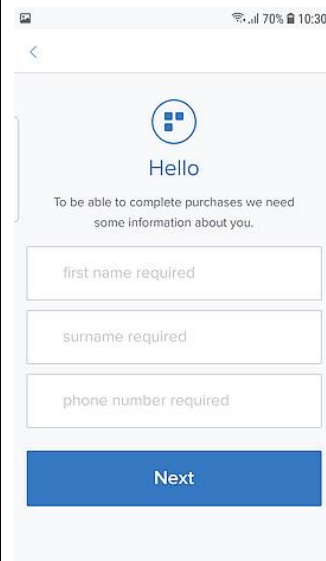 70% 10:30
Hello
To be able to complete purchases we need
some information about you.
first name required
surname required
phone number required
Next